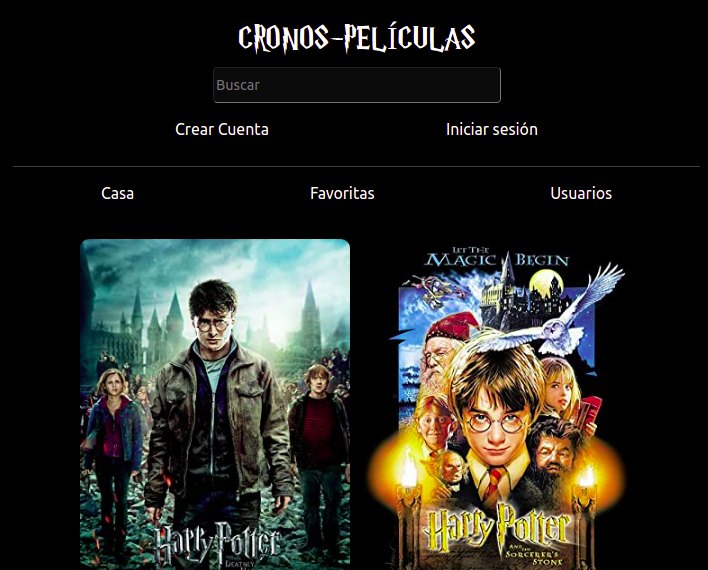 CRONOS-PELÍCULAS
Buscar
Crear Cuenta
Iniciar sesión
Casa
Favoritas
Usuarios
LET THE
MAGIC BEGIN
Harry Potter
AND THE
SORCERER'S
STONE
Harry Potter